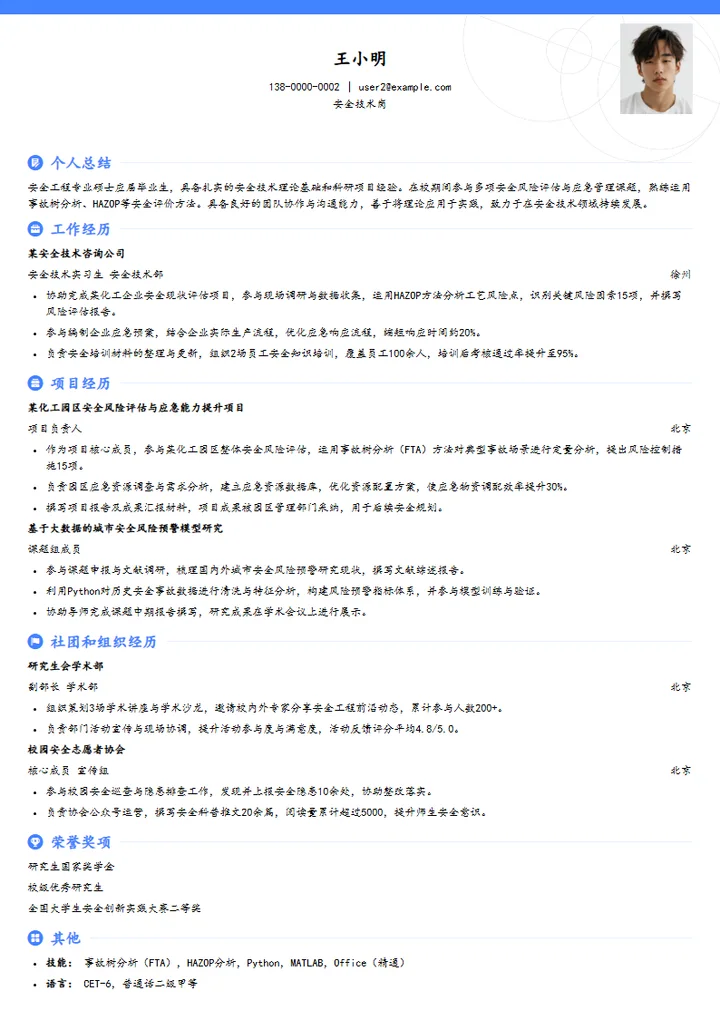 王小明
138-0000-0002 | user2@example.com
安全技术岗
个人总结
安全工程专业硕士应届毕业生，具备扎实的安全技术理论基础和科研项目经验。在校期间参与多项安全风险评估与应急管理课题，熟练运用
事故树分析、HAZOP等安全评价方法。具备良好的团队协作与沟通能力，善于将理论应用于实践，致力于在安全技术领域持续发展。
工作经历
某安全技术咨询公司
安全技术实习生 安全技术部 徐州
• 协助完成某化工企业安全现状评估项目，参与现场调研与数据收集，运用HAZOP方法分析工艺风险点，识别关键风险因素15项，并撰写
风险评估报告。
• 参与编制企业应急预案，结合企业实际生产流程，优化应急响应流程，缩短响应时间约20%。
• 负责安全培训材料的整理与更新，组织2场员工安全知识培训，覆盖员工100余人，培训后考核通过率提升至95%。
项目经历
某化工园区安全风险评估与应急能力提升项目
项目负责人 北京
• 作为项目核心成员，参与某化工园区整体安全风险评估，运用事故树分析（FTA）方法对典型事故场景进行定量分析，提出风险控制措
施15项。
• 负责园区应急资源调查与需求分析，建立应急资源数据库，优化资源配置方案，使应急物资调配效率提升30%。
• 撰写项目报告及成果汇报材料，项目成果被园区管理部门采纳，用于后续安全规划。
基于大数据的城市安全风险预警模型研究
课题组成员 北京
• 参与课题申报与文献调研，梳理国内外城市安全风险预警研究现状，撰写文献综述报告。
• 利用Python对历史安全事故数据进行清洗与特征分析，构建风险预警指标体系，并参与模型训练与验证。
• 协助导师完成课题中期报告撰写，研究成果在学术会议上进行展示。
社团和组织经历
研究生会学术部
副部长 学术部 北京
• 组织策划3场学术讲座与学术沙龙，邀请校内外专家分享安全工程前沿动态，累计参与人数200+。
• 负责部门活动宣传与现场协调，提升活动参与度与满意度，活动反馈评分平均4.8/5.0。
校园安全志愿者协会
核心成员 宣传组 北京
• 参与校园安全巡查与隐患排查工作，发现并上报安全隐患10余处，协助整改落实。
• 负责协会公众号运营，撰写安全科普推文20余篇，阅读量累计超过5000，提升师生安全意识。
荣誉奖项
研究生国家奖学金
校级优秀研究生
全国大学生安全创新实践大赛二等奖
其他
• 技能： 事故树分析（FTA），HAZOP分析，Python，MATLAB，Office（精通）
• 语言： CET-6，普通话二级甲等